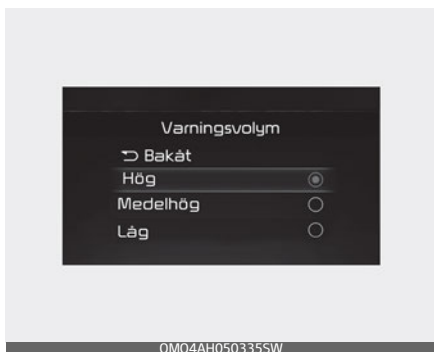 Varningsvolym
Bakåt
Hög
Medelhög
Låg
OMQ4AH050335SW